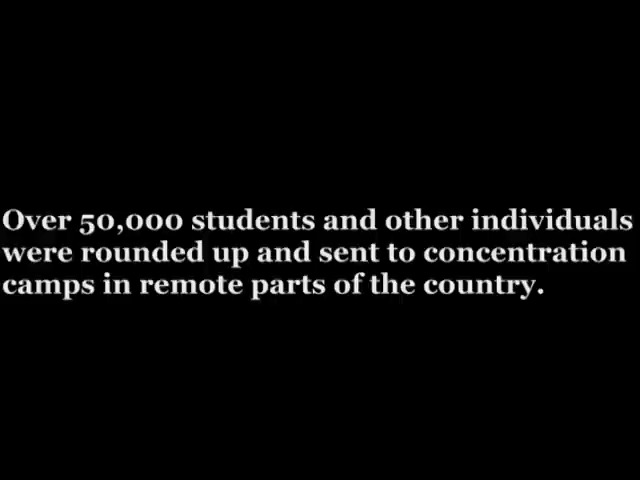 Over 50,000 students and other individuals
were rounded up and sent to concentration
camps in remote parts of the country.